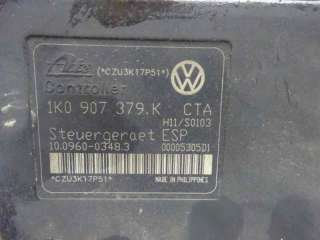 Ate *CZU3K17P51*
Controller
1K0 907 379.K CTA
H11/S0103
Steuergeraet ESP
10.0960-0348.3 00005305D1
*CZU3K17P51* MADE IN PHILIPPINES